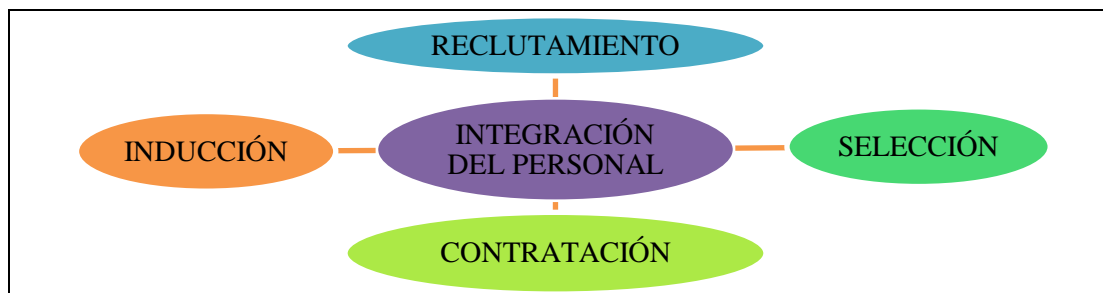 RECLUTAMIENTO
INDUCCIÓN
INTEGRACIÓN
DEL PERSONAL
SELECCIÓN
CONTRATACIÓN